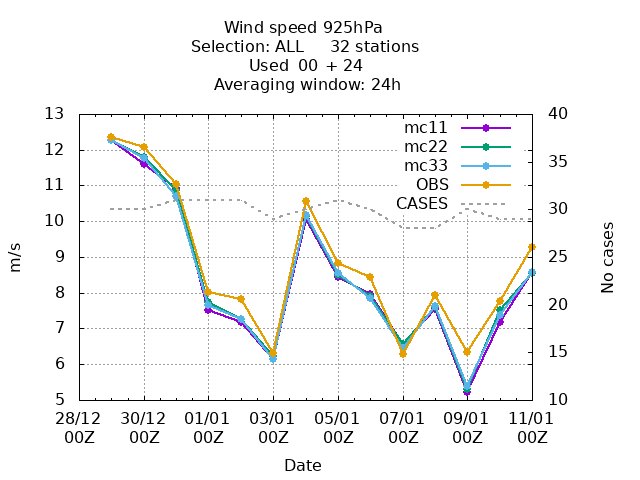 Wind speed 925hPa
Selection: ALL 32 stations
Used 00 + 24
Averaging window: 24h
13 40
12 35
11
10 30
9 25
8 20
7
6 15
5 10
mc11
mc22
mc33
OBS
CASES
m/s
No cases
28/12 30/12 01/01 03/01 05/01 07/01 09/01 11/01
00Z 00Z 00Z 00Z 00Z 00Z 00Z 00Z
Date